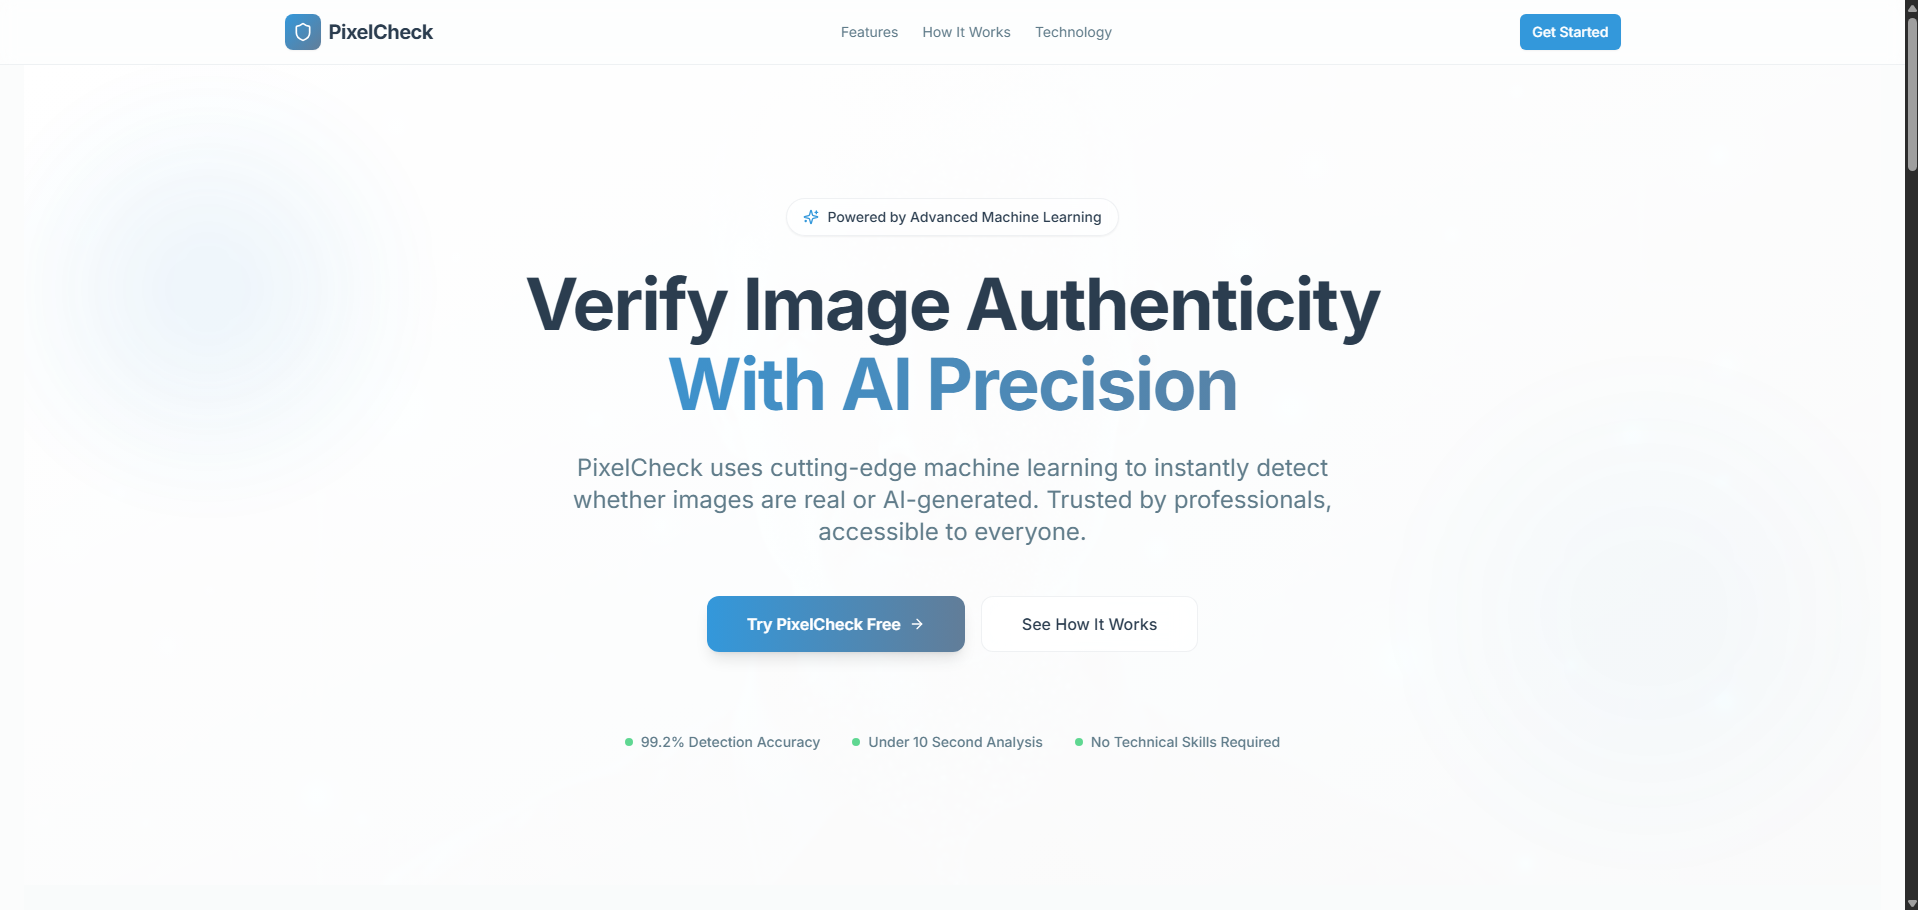 PixelCheck
Features
How It Works
Technology
Get Started
Powered by Advanced Machine Learning
Verify Image Authenticity
With AI Precision
PixelCheck uses cutting-edge machine learning to instantly detect
whether images are real or AI-generated. Trusted by professionals,
accessible to everyone.
Try PixelCheck Free
See How It Works
99.2% Detection Accuracy
Under 10 Second Analysis
No Technical Skills Required